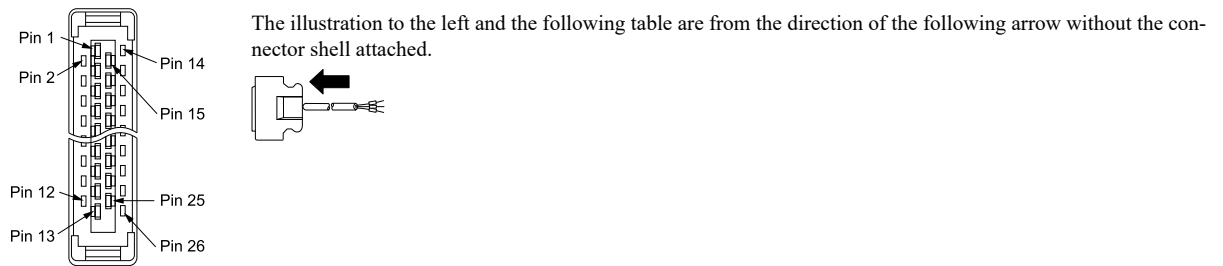 The illustration to the left and the following table are from the direction of the following arrow without the con-
nector shell attached.
Pin 1
Pin 2
Pin 14
Pin 15
Pin 12
Pin 13
Pin 25
Pin 26